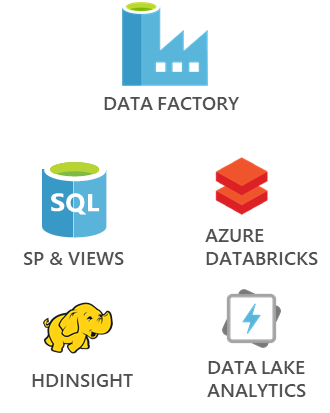 DATA FACTORY
SQL
SP & VIEWS
AZURE
DATABRICKS
HDINSIGHT
DATA LAKE
ANALYTICS